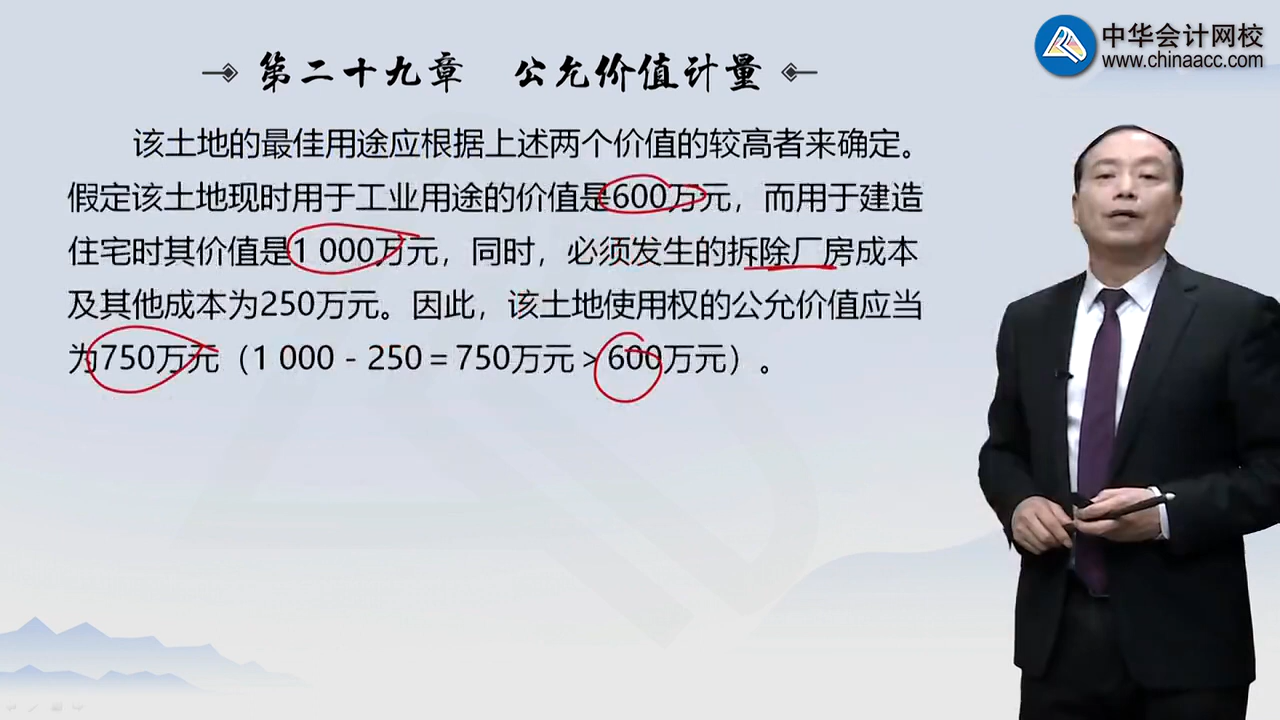 中华会计网校
www.chinaacc.com
第二十九章 公允价值计量
该土地的最佳用途应根据上述两个价值的较高者来确定。
假定该土地现时用于工业用途的价值是600万元，而用于建造
住宅时其价值是1 000万元，同时，必须发生的拆除厂房成本
及其他成本为250万元。因此，该土地使用权的公允价值应当
为750万元（1 000－250＝750万元＞600万元）。